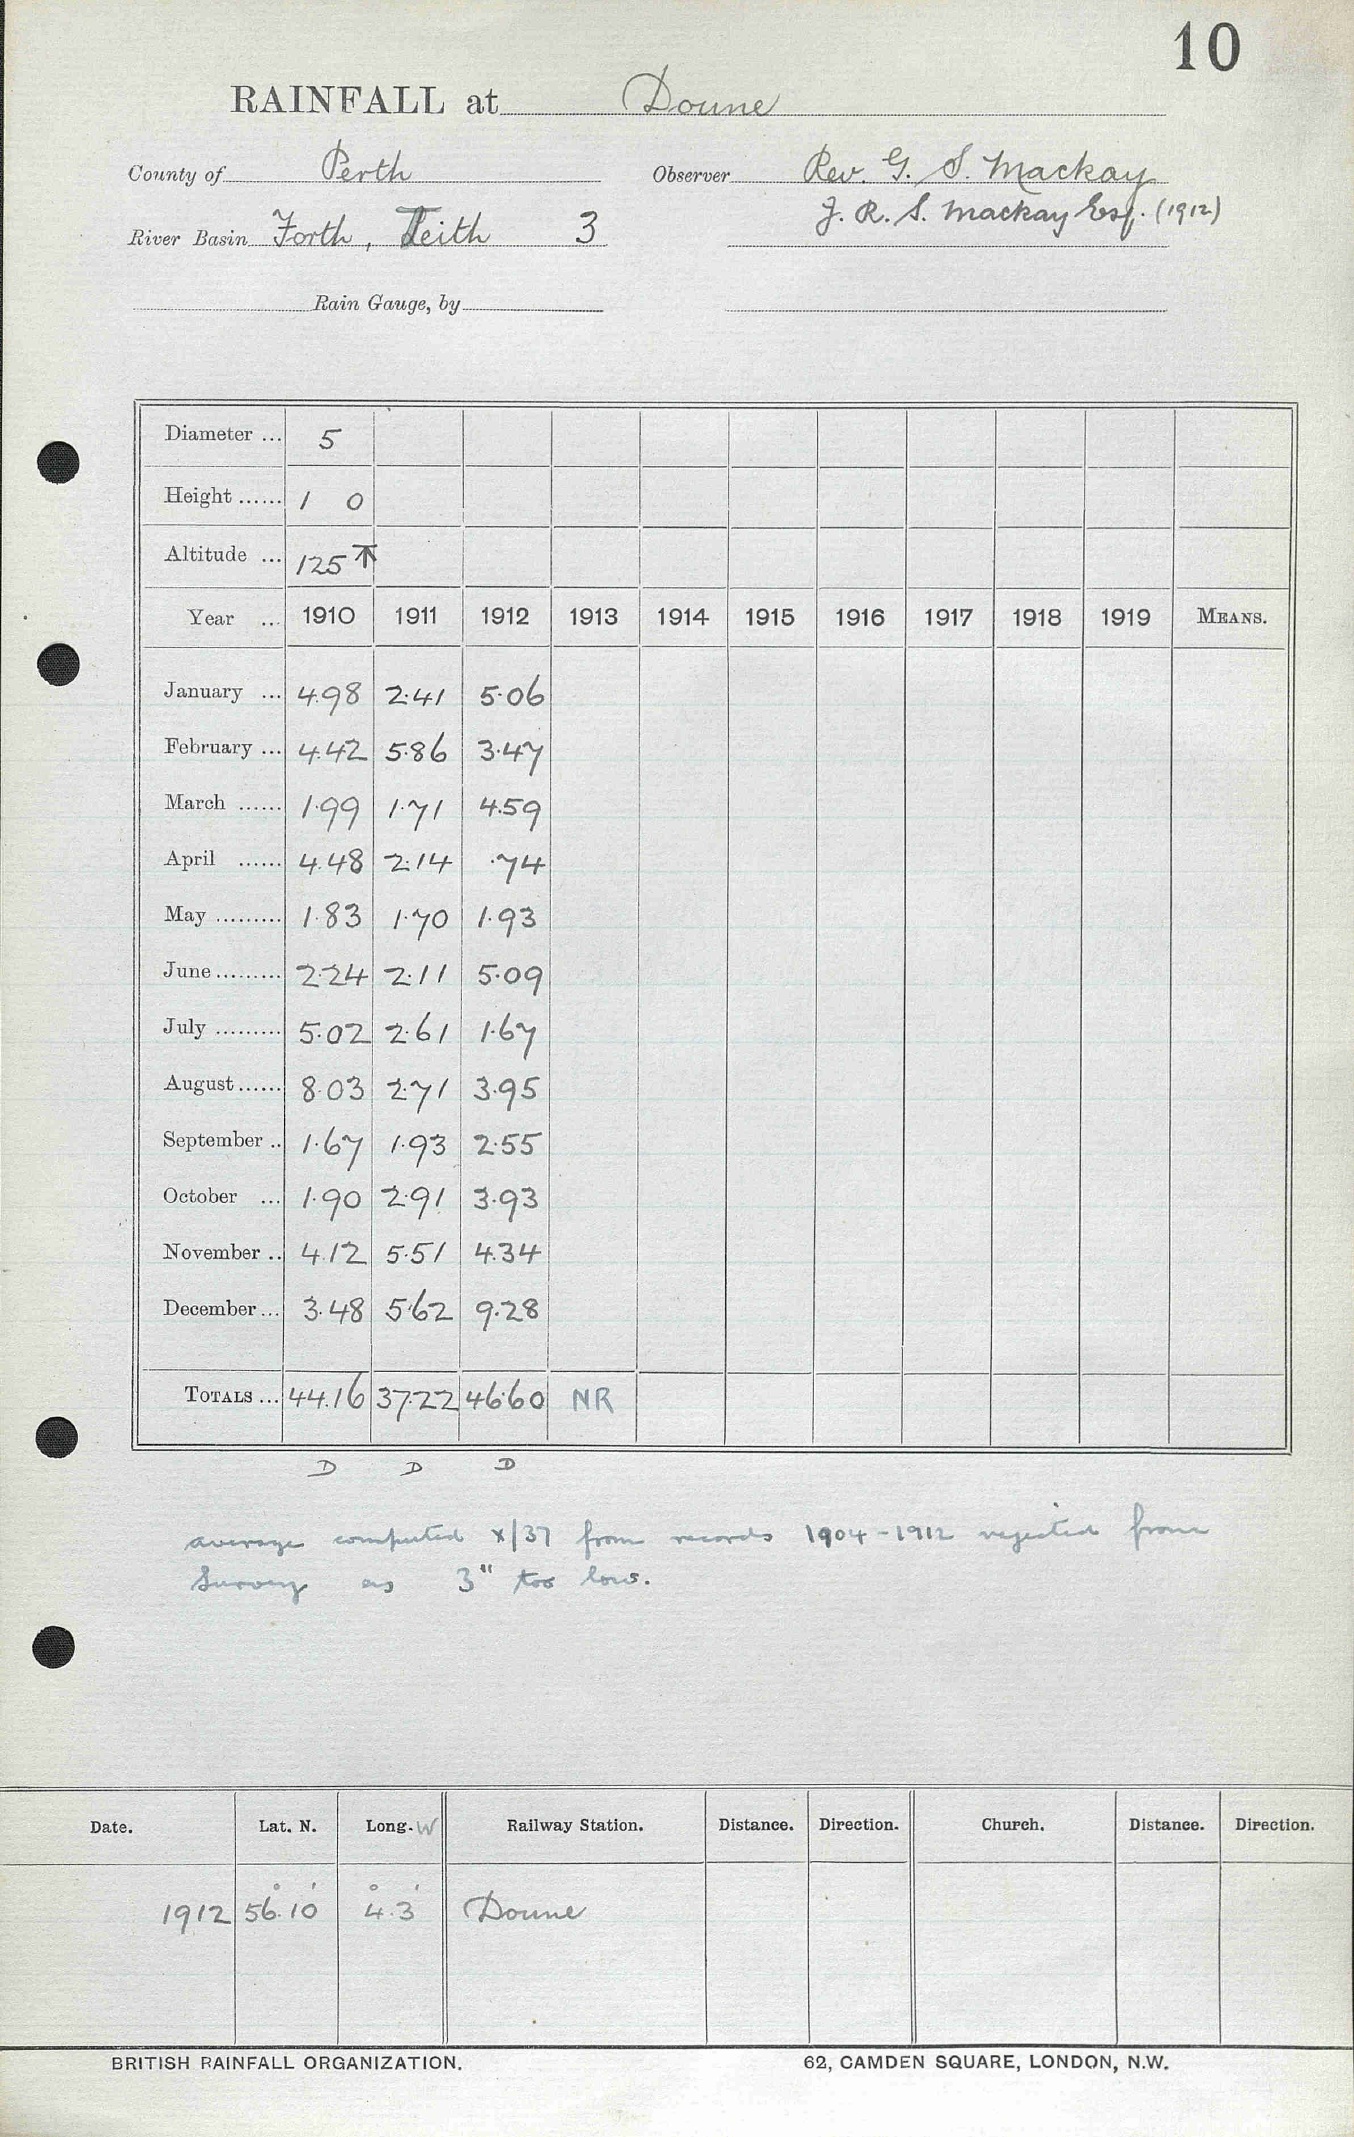 10
RAINFALL at Doune
County of Perth Observer Rev. G. S. Mackay
J. R. S. Mackay Esq. (1912)
River Basin Forth, Teith 3
Rain Gauge, by
Diameter ... 5
Height ...... 1 0
Altitude ... 125 T
Year ... 1910 1911 1912 1913 1914 1915 1916 1917 1918 1919 MEANS.
January ... 4.98 2.41 5.06
February ... 4.42 5.86 3.47
March ...... 1.99 1.71 4.59
April ...... 4.48 2.14 .74
May ......... 1.83 1.70 1.93
June ......... 2.24 2.11 5.09
July ......... 5.02 2.61 1.67
August ...... 8.03 2.71 3.95
September .. 1.67 1.93 2.55
October ... 1.90 2.91 3.93
November .. 4.12 5.51 4.34
December ... 3.48 5.62 9.28
TOTALS ... 44.16 37.22 46.60 NR
D D D
average computed x/37 from records 1904-1912 rejected from
Survey as 3" too low.
Date. Lat. N. Long. W Railway Station. Distance. Direction. Church. Distance. Direction.
1912 56° 10' 4° 3' Doune
BRITISH RAINFALL ORGANIZATION. 62, CAMDEN SQUARE, LONDON, N.W.